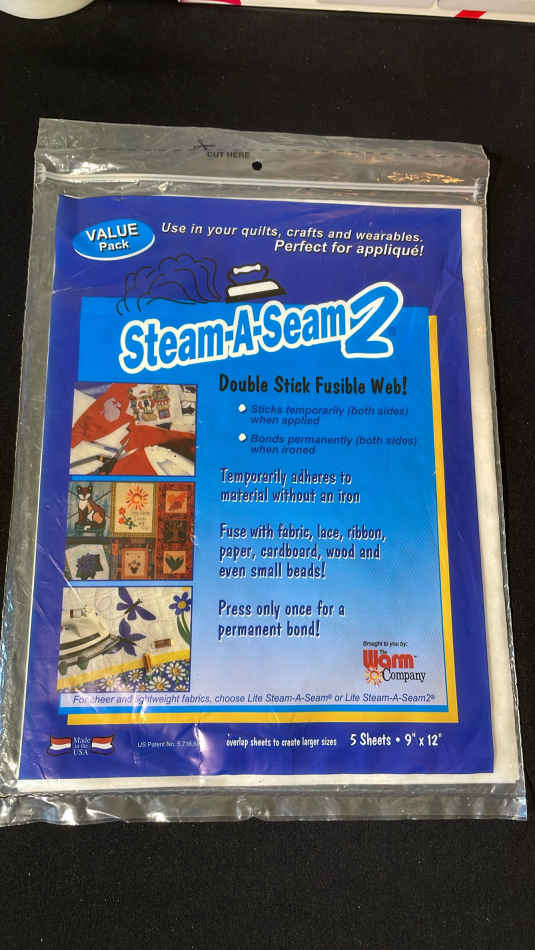 CUT HERE
VALUE
Pack
Use in your quilts, crafts and wearables.
Perfect for appliqué!
Steam-A-Seam 2
Double Stick Fusible Web!
Sticks temporarily (both sides)
when applied
Bonds permanently (both sides)
when ironed
Temporarily adheres to
material without an iron
Fuse with fabric, lace, ribbon,
paper, cardboard, wood and
even small beads!
Press only once for a
permanent bond!
Brought to you by:
The
Warm™
Company
For sheer and lightweight fabrics, choose Lite Steam-A-Seam® or Lite Steam-A-Seam2®
Made
in the
USA
US Patent No.
overlap sheets to create larger sizes
5 Sheets • 9" x 12"